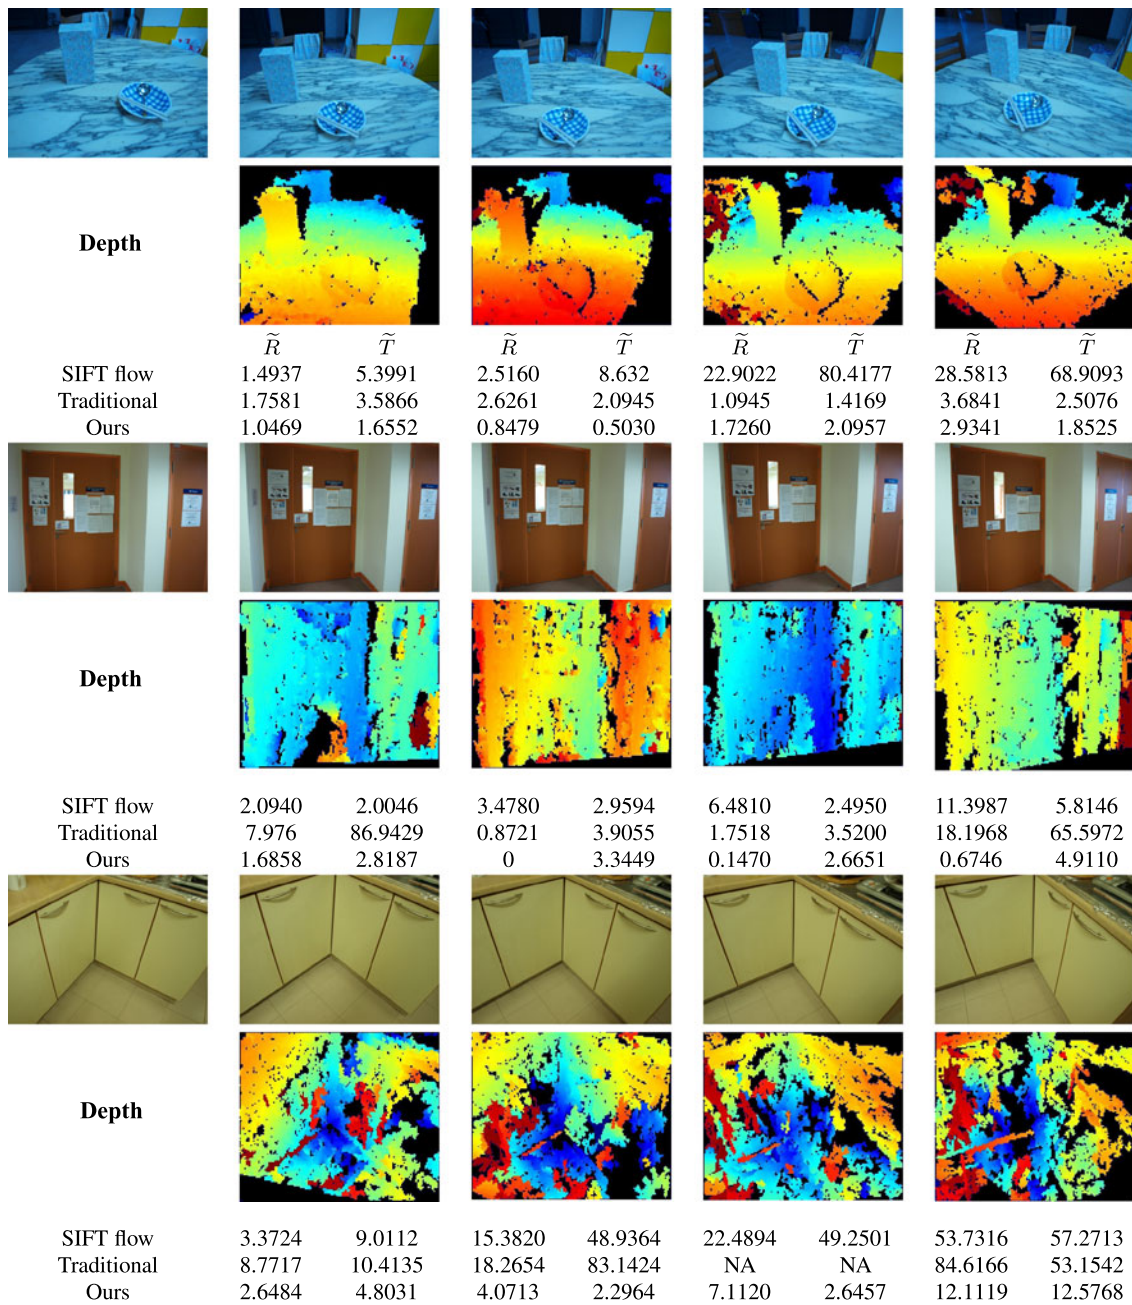 Depth
R̃ T̃ R̃ T̃ R̃ T̃ R̃ T̃
SIFT flow 1.4937 5.3991 2.5160 8.632 22.9022 80.4177 28.5813 68.9093
Traditional 1.7581 3.5866 2.6261 2.0945 1.0945 1.4169 3.6841 2.5076
Ours 1.0469 1.6552 0.8479 0.5030 1.7260 2.0957 2.9341 1.8525
Depth
SIFT flow 2.0940 2.0046 3.4780 2.9594 6.4810 2.4950 11.3987 5.8146
Traditional 7.976 86.9429 0.8721 3.9055 1.7518 3.5200 18.1968 65.5972
Ours 1.6858 2.8187 0 3.3449 0.1470 2.6651 0.6746 4.9110
Depth
SIFT flow 3.3724 9.0112 15.3820 48.9364 22.4894 49.2501 53.7316 57.2713
Traditional 8.7717 10.4135 18.2654 83.1424 NA NA 84.6166 53.1542
Ours 2.6484 4.8031 4.0713 2.2964 7.1120 2.6457 12.1119 12.5768